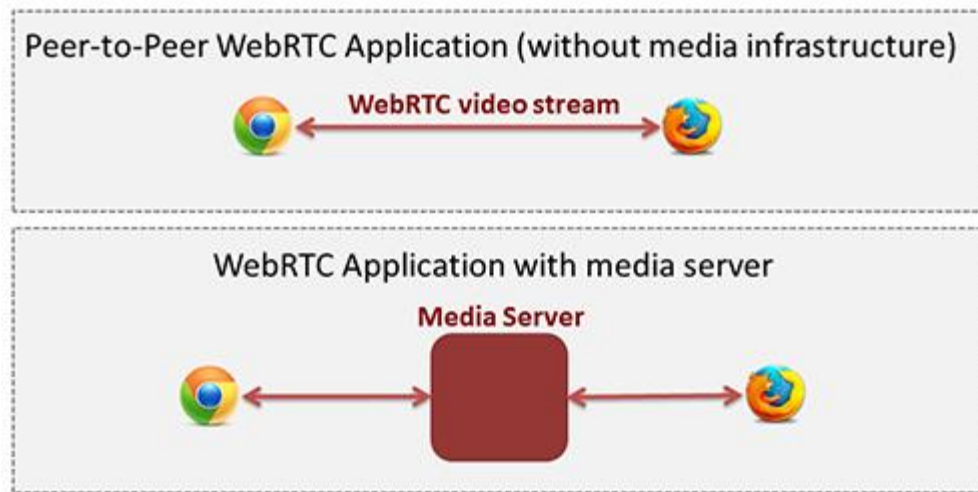 Peer-to-Peer WebRTC Application (without media infrastructure)
WebRTC video stream
WebRTC Application with media server
Media Server